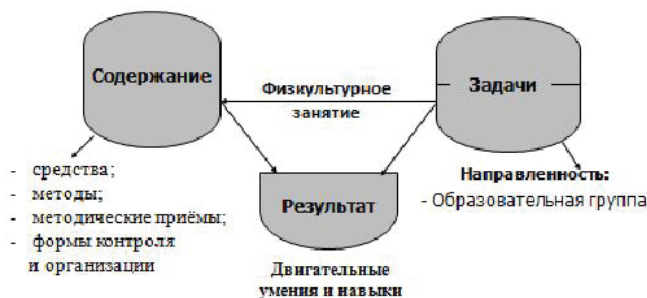 Содержание
Физкультурное
занятие
Задачи
- средства;
- методы;
- методические приёмы;
- формы контроля
и организации
Результат
Двигательные
умения и навыки
Направленность:
- Образовательная группа